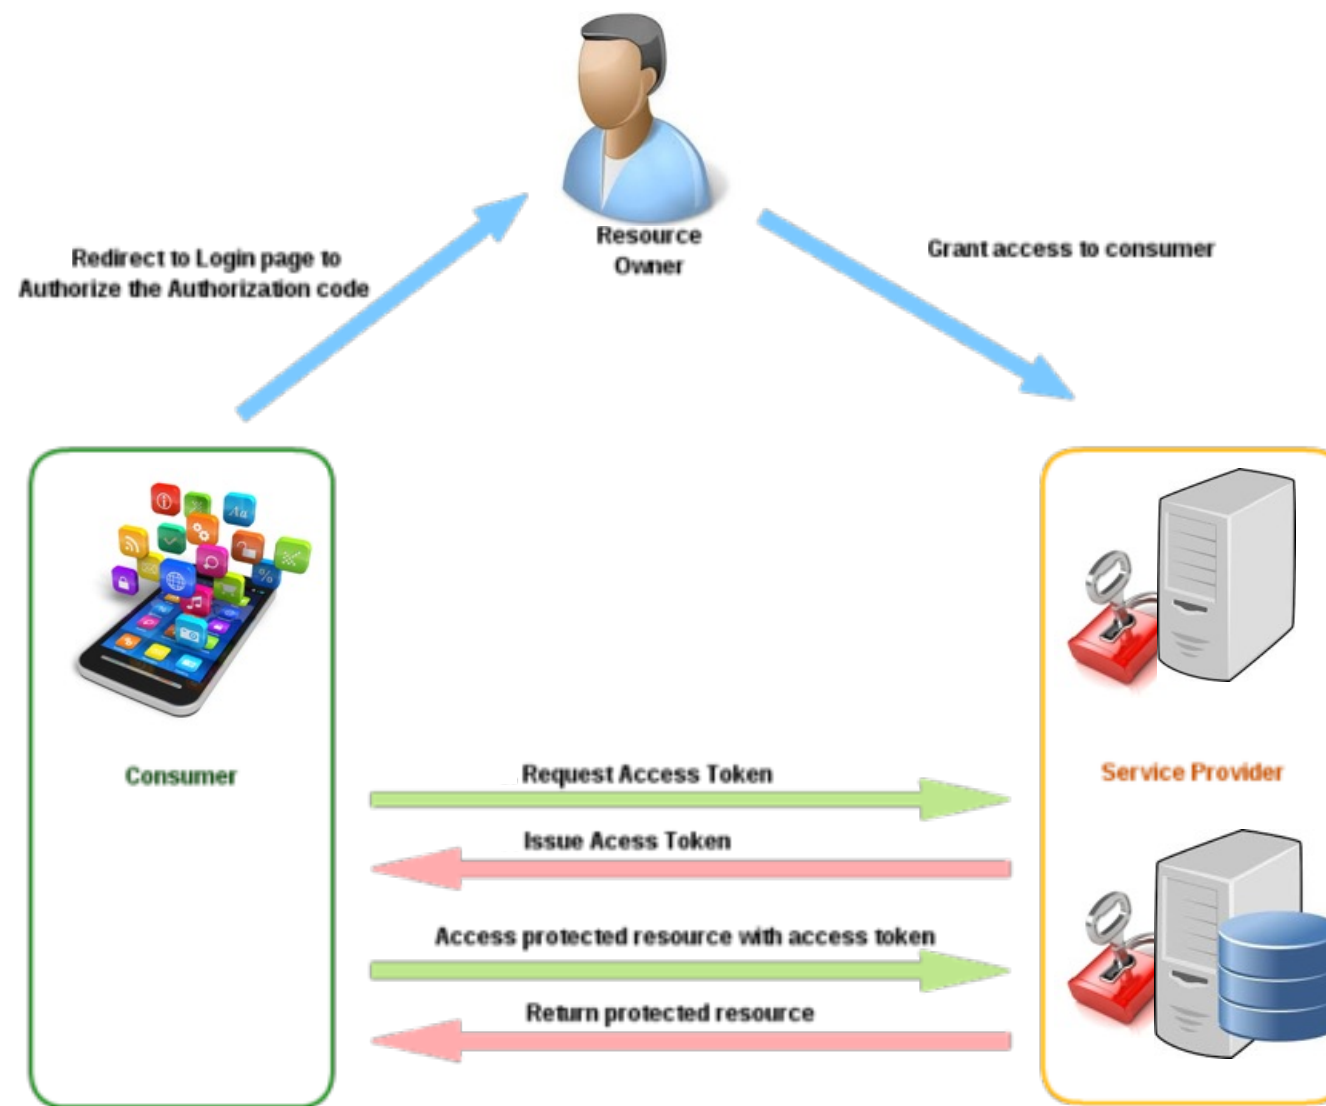 Resource
Owner
Redirect to Login page to
Authorize the Authorization code
Grant access to consumer
Aa
Consumer
Service Provider
Request Access Token
Issue Acess Token
Access protected resource with access token
Return protected resource